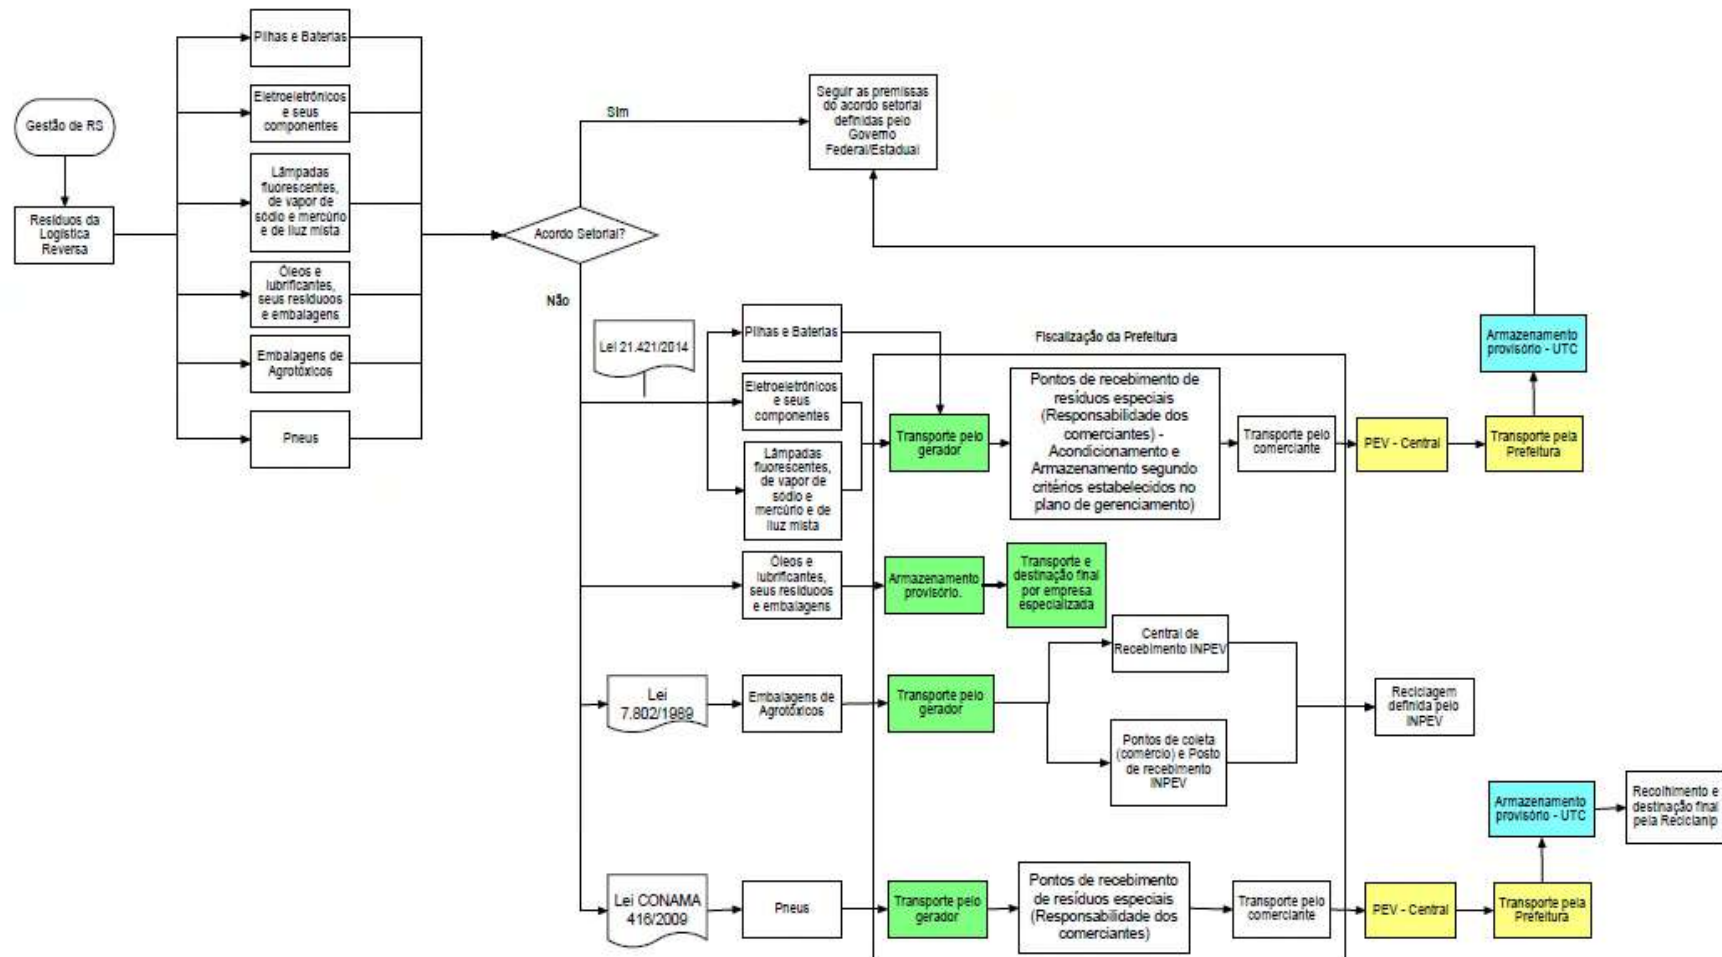 Gestão de RS
Resíduos da
Logística
Reversa
Pilhas e Baterias
Eletroeletrônicos
e seus
componentes
Lâmpadas
fluorescentes,
de vapor de
sódio e mercúrio
e de lluz mista
Óleos e
lubrificantes,
seus resíduoos
e embalagens
Embalagens de
Agrotóxicos
Pneus
Acordo Setorial?
Sim
Não
Seguir as premissas
do acordo setorial
definidas pelo
Governo
Federal/Estadual
Lei 21.421/2014
Pilhas e Baterias
Eletroeletrônicos
e seus
componentes
Lâmpadas
fluorescentes,
de vapor de
sódio e
mercúrio e de
lluz mista
Fiscalização da Prefeitura
Transporte pelo
gerador
Pontos de recebimento de
resíduos especiais
(Responsabilidade dos
comerciantes) -
Acondicionamento e
Armazenamento segundo
critérios estabelecidos no
plano de gerenciamento)
Transporte pelo
comerciante
PEV - Central
Transporte pela
Prefeitura
Armazenamento
provisório - UTC
Óleos e
lubrificantes,
seus resíduoos
e embalagens
Armazenamento
provisório.
Transporte e
destinação final
por empresa
especializada
Lei
7.802/1989
Embalagens de
Agrotóxicos
Transporte pelo
gerador
Central de
Recebimento INPEV
Pontos de coleta
(comércio) e Posto
de recebimento
INPEV
Reciclagem
definida pelo
INPEV
Lei CONAMA
416/2009
Pneus
Transporte pelo
gerador
Pontos de recebimento
de resíduos especiais
(Responsabilidade dos
comerciantes)
Transporte pelo
comerciante
PEV - Central
Transporte pela
Prefeitura
Armazenamento
provisório - UTC
Recolhimento e
destinação final
pela Reciclanip